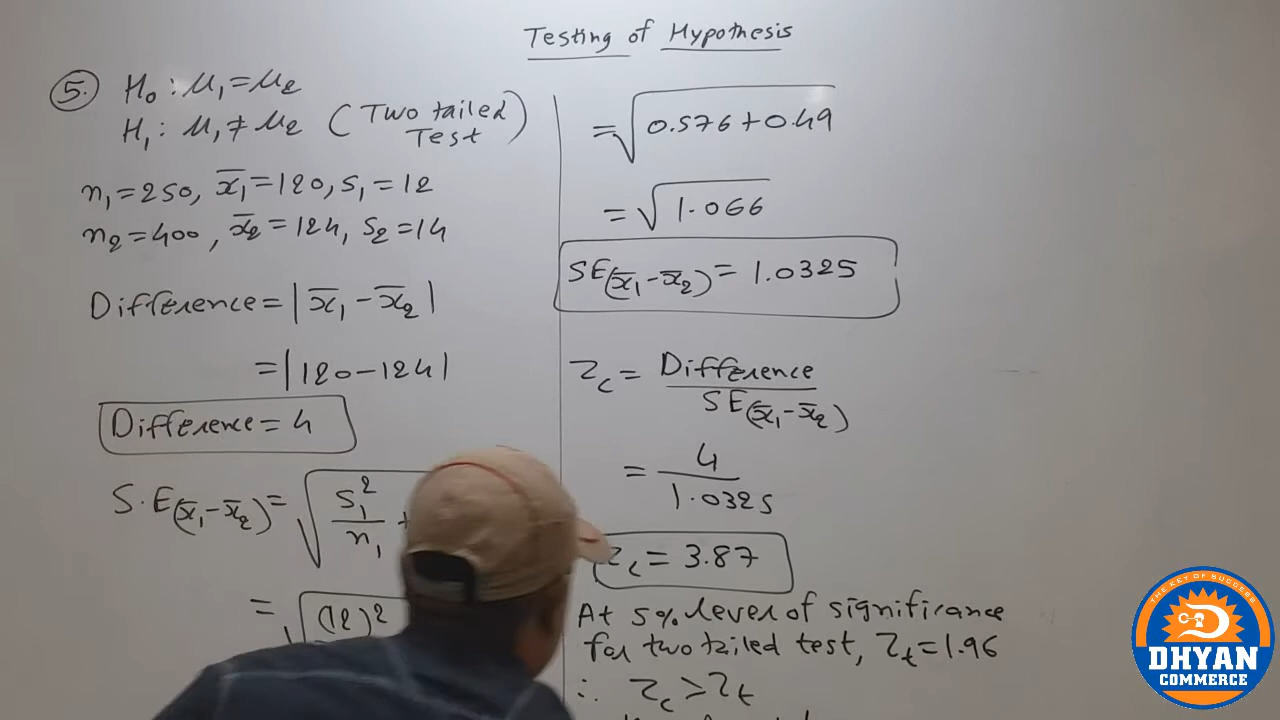 Testing of Hypothesis
5. H₀ : μ₁ = μ₂
H₁ : μ₁ ≠ μ₂ (Two tailed Test)
n₁ = 250, x̄₁ = 120, s₁ = 12
n₂ = 400, x̄₂ = 124, s₂ = 14
Difference = |x̄₁ - x̄₂|
= |120 - 124|
Difference = 4
S.E(x̄₁ - x̄₂) = √ s₁²/n₁ +
= √ (12)²
= √ 0.576 + 0.49
= √ 1.066
SE(x̄₁ - x̄₂) = 1.0325
Zc = Difference / SE(x̄₁ - x̄₂)
= 4 / 1.0325
Zc = 3.87
At 5% level of significance
for two tailed test, Zt = 1.96
∴ Zc > Zt
THE KEY OF SUCCESS
DHYAN
COMMERCE